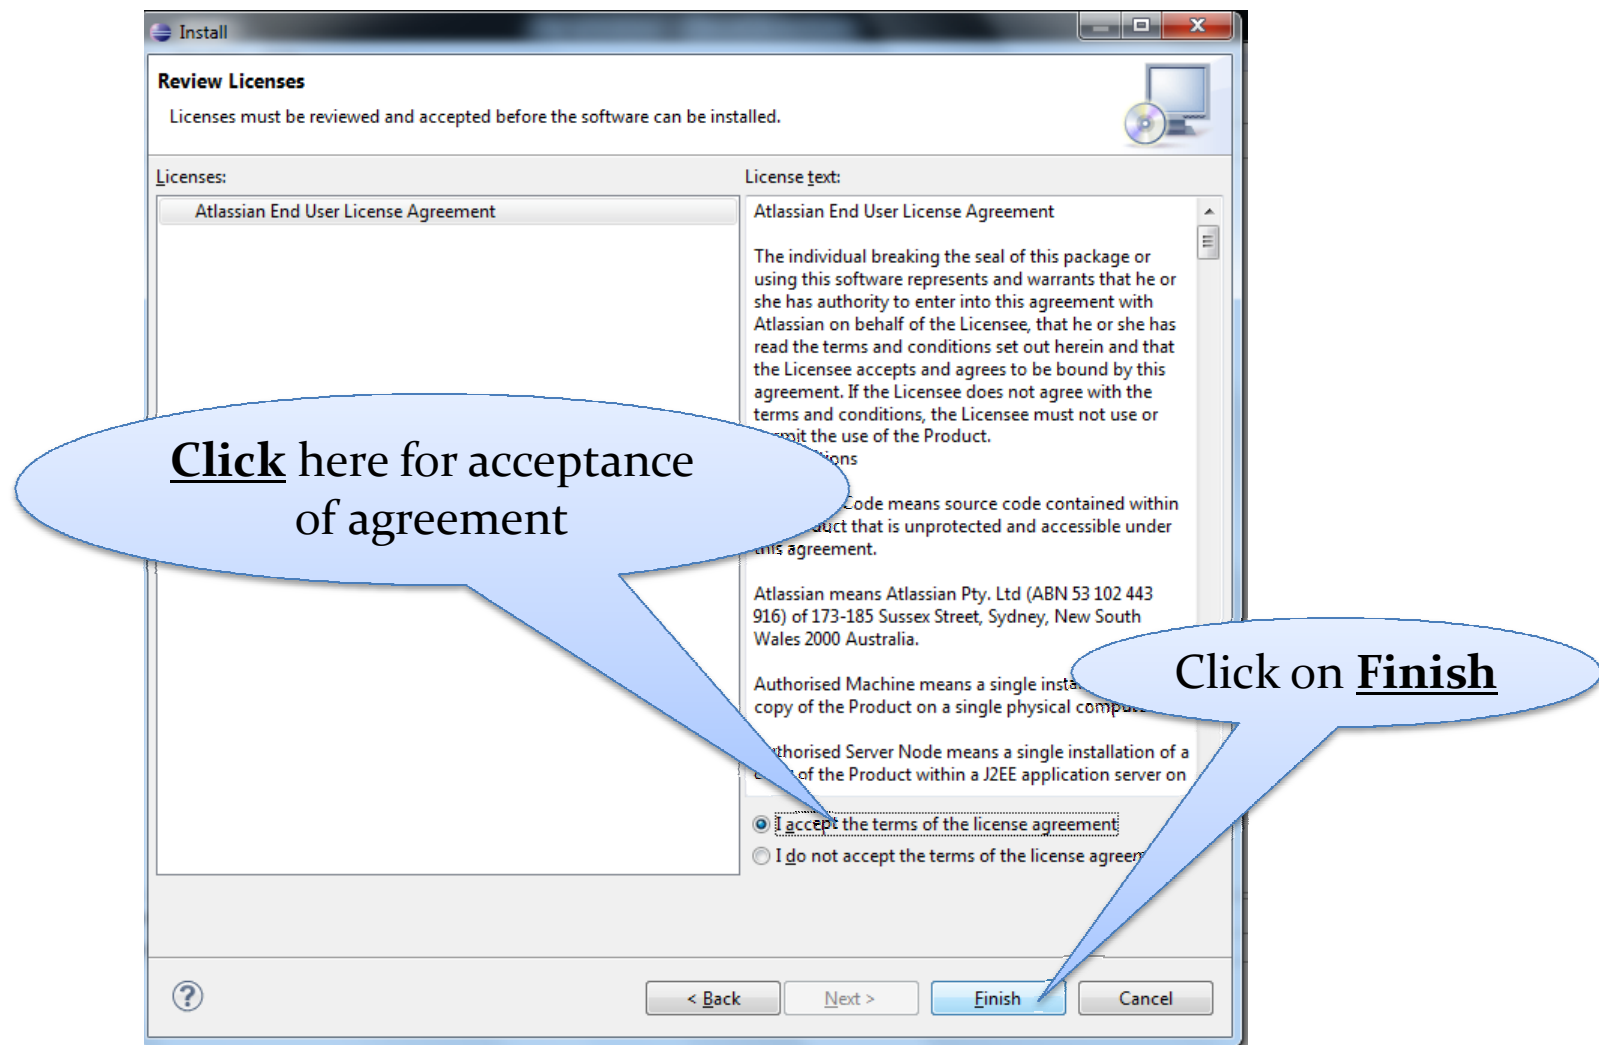 Install
Review Licenses
Licenses must be reviewed and accepted before the software can be installed.
Licenses:
Atlassian End User License Agreement
License text:
Atlassian End User License Agreement
The individual breaking the seal of this package or
using this software represents and warrants that he or
she has authority to enter into this agreement with
Atlassian on behalf of the Licensee, that he or she has
read the terms and conditions set out herein and that
the Licensee accepts and agrees to be bound by this
agreement. If the Licensee does not agree with the
terms and conditions, the Licensee must not use or
the use of the Product.
Code means source code contained within
that is unprotected and accessible under
this agreement.
Atlassian means Atlassian Pty. Ltd (ABN 53 102 443
916) of 173-185 Sussex Street, Sydney, New South
Wales 2000 Australia.
Authorised Machine means a single
copy of the Product on a single physical
Authorised Server Node means a single installation of a
of the Product within a J2EE application server on
Click here for acceptance
of agreement
Click on Finish
I accept the terms of the license agreement
I do not accept the terms of the license
?
< Back
Next >
Finish
Cancel